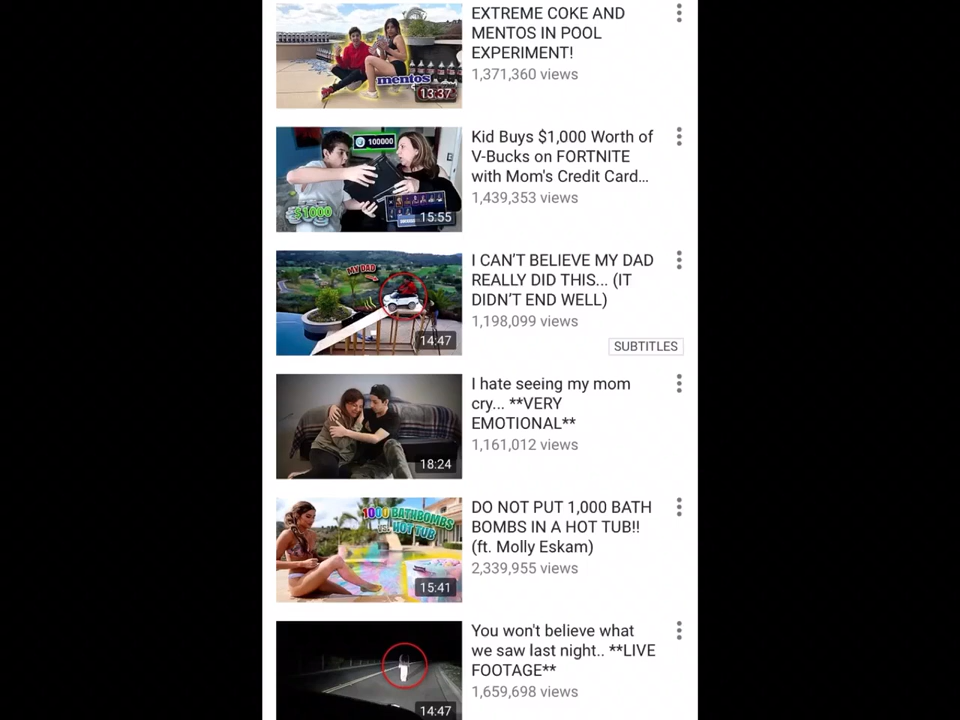 EXTREME COKE AND
MENTOS IN POOL
EXPERIMENT!
1,371,360 views
mentos
13:37
Kid Buys $1,000 Worth of
V-Bucks on FORTNITE
with Mom's Credit Card...
1,439,353 views
100000
$1000
15:55
I CAN'T BELIEVE MY DAD
REALLY DID THIS... (IT
DIDN'T END WELL)
1,198,099 views
MY DAD
14:47
SUBTITLES
I hate seeing my mom
cry... **VERY
EMOTIONAL**
1,161,012 views
18:24
DO NOT PUT 1,000 BATH
BOMBS IN A HOT TUB!!
(ft. Molly Eskam)
2,339,955 views
1000 BATHBOMBS
VS. HOT TUB
15:41
You won't believe what
we saw last night.. **LIVE
FOOTAGE**
1,659,698 views
14:47